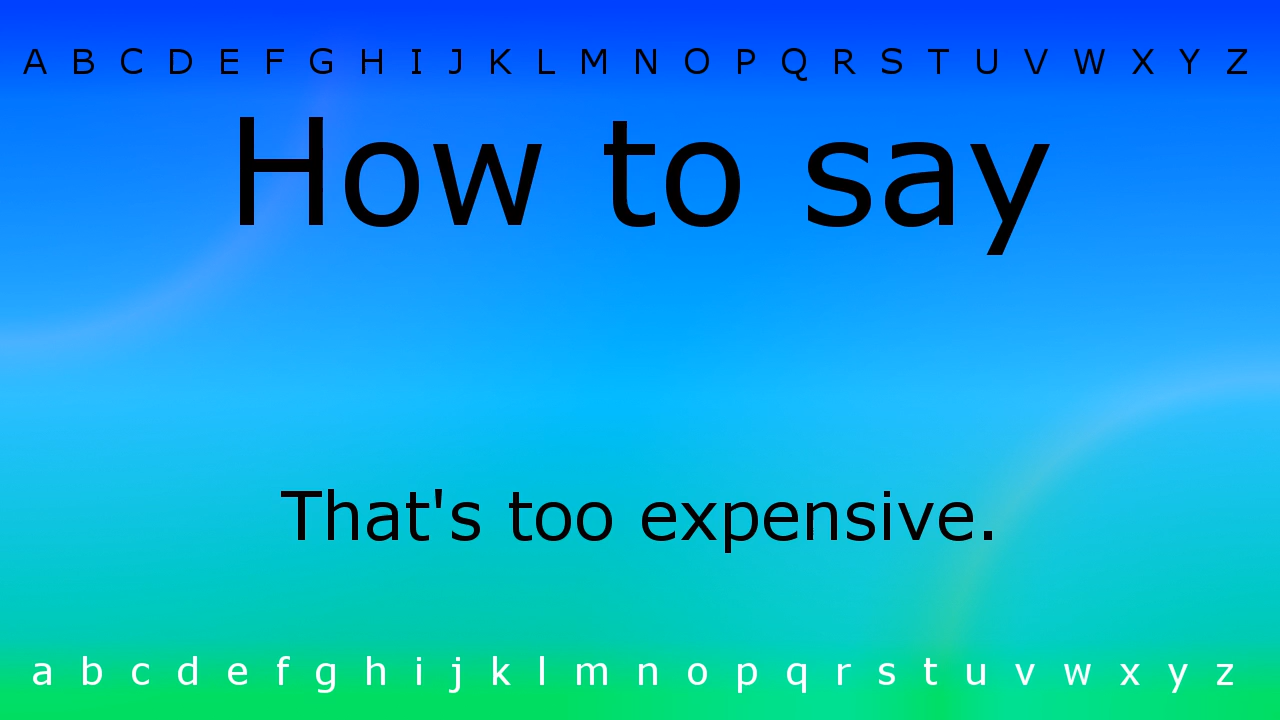 A B C D E F G H I J K L M N O P Q R S T U V W X Y Z
How to say
That's too expensive.
a b c d e f g h i j k l m n o p q r s t u v w x y z